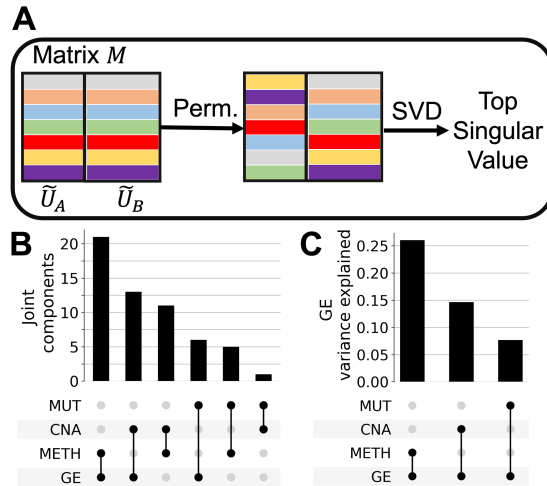 A
Matrix M
Perm.
SVD
Top
Singular
Value
Ũ_A
Ũ_B
B
Joint
components
20
15
10
5
0
MUT
CNA
METH
GE
C
GE
variance explained
0.25
0.20
0.15
0.10
0.05
0.00
MUT
CNA
METH
GE